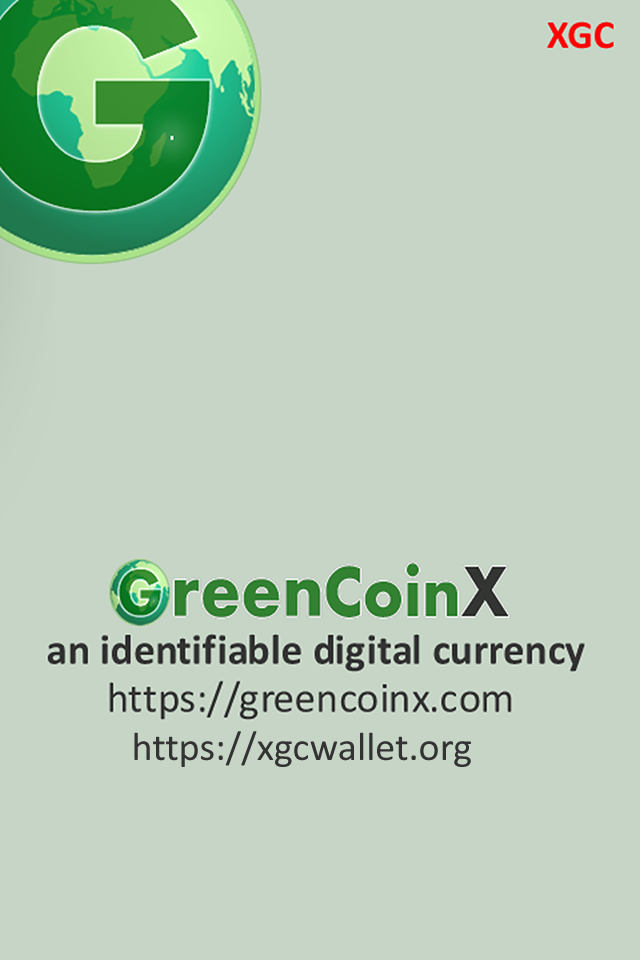 XGC
G
GreenCoinX
an identifiable digital currency
https://greencoinx.com
https://xgcwallet.org